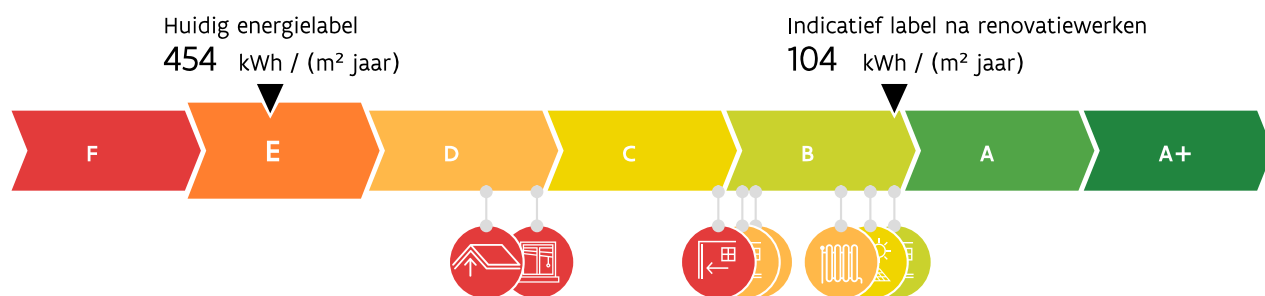 Huidig energielabel
454 kWh / (m² jaar)
Indicatief label na renovatiewerken
104 kWh / (m² jaar)
F E D C B A A+